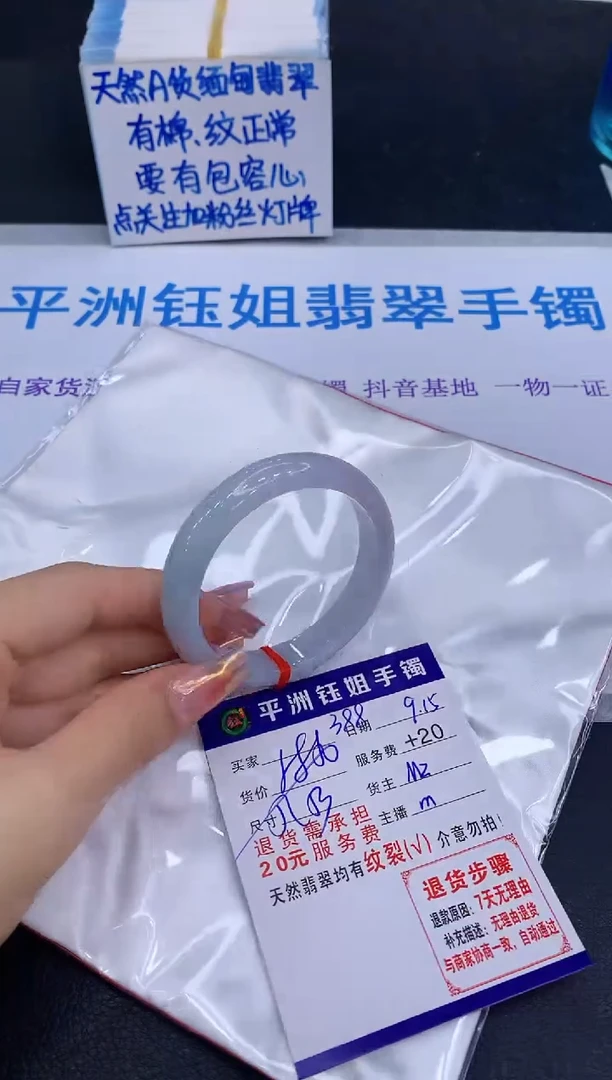 天然A货缅甸翡翠
有棉、纹正常
要有包容心
点关注加粉丝灯牌
平洲钰姐翡翠手镯
自家货源
镯 抖音基地 一物一证
平洲钰姐手镯
买家 388 日期 9.15
货价 服务费 +20
尺寸 货主
主播 m
退货需承担
20元服务费
天然翡翠均有纹裂(√) 介意勿拍!
退货步骤
退款原因:7天无理由
补充描述:无理由退货
与商家协商一致,自动通过